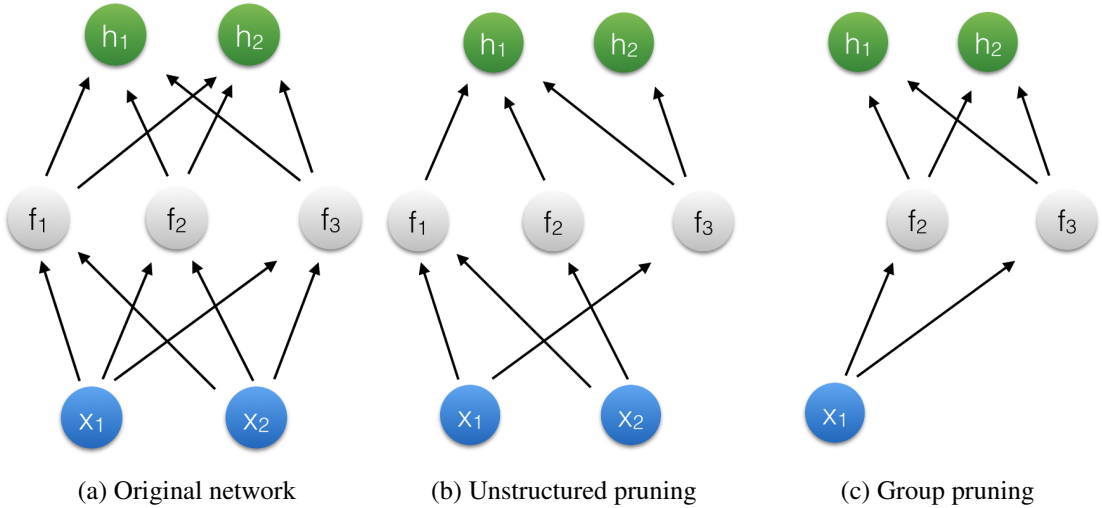 h₁ h₂
f₁ f₂ f₃
x₁ x₂
(a) Original network
h₁ h₂
f₁ f₂ f₃
x₁ x₂
(b) Unstructured pruning
h₁ h₂
f₂ f₃
x₁
(c) Group pruning